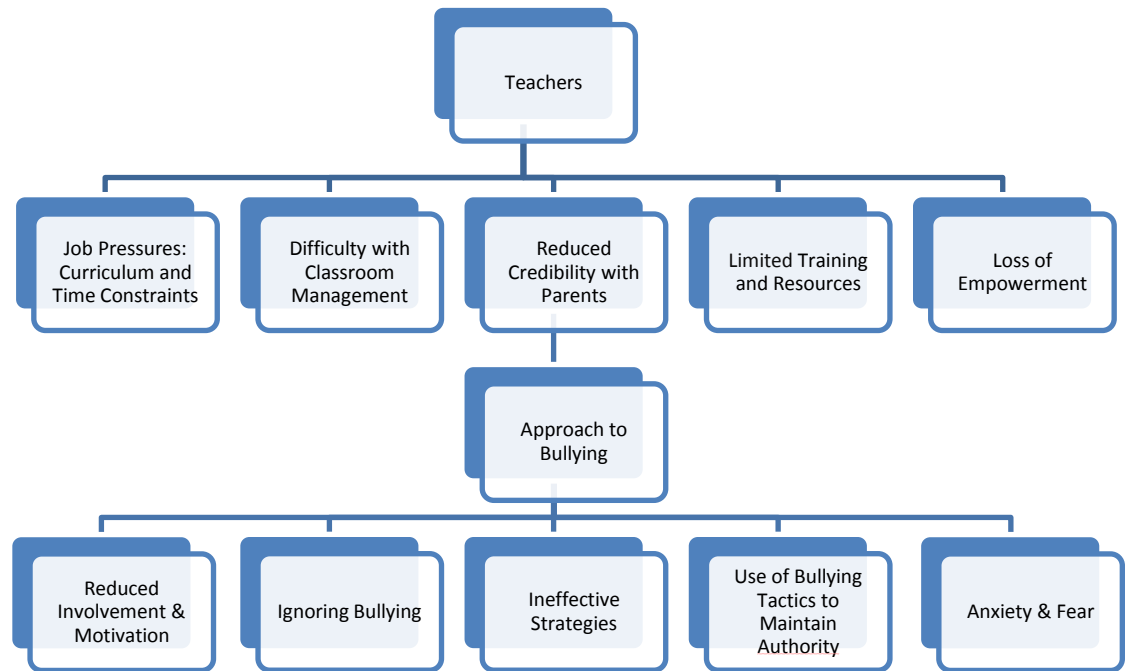 Teachers
Job Pressures:
Curriculum and
Time Constraints
Difficulty with
Classroom
Management
Reduced
Credibility with
Parents
Limited Training
and Resources
Loss of
Empowerment
Approach to
Bullying
Reduced
Involvement &
Motivation
Ignoring Bullying
Ineffective
Strategies
Use of Bullying
Tactics to
Maintain
Authority
Anxiety & Fear